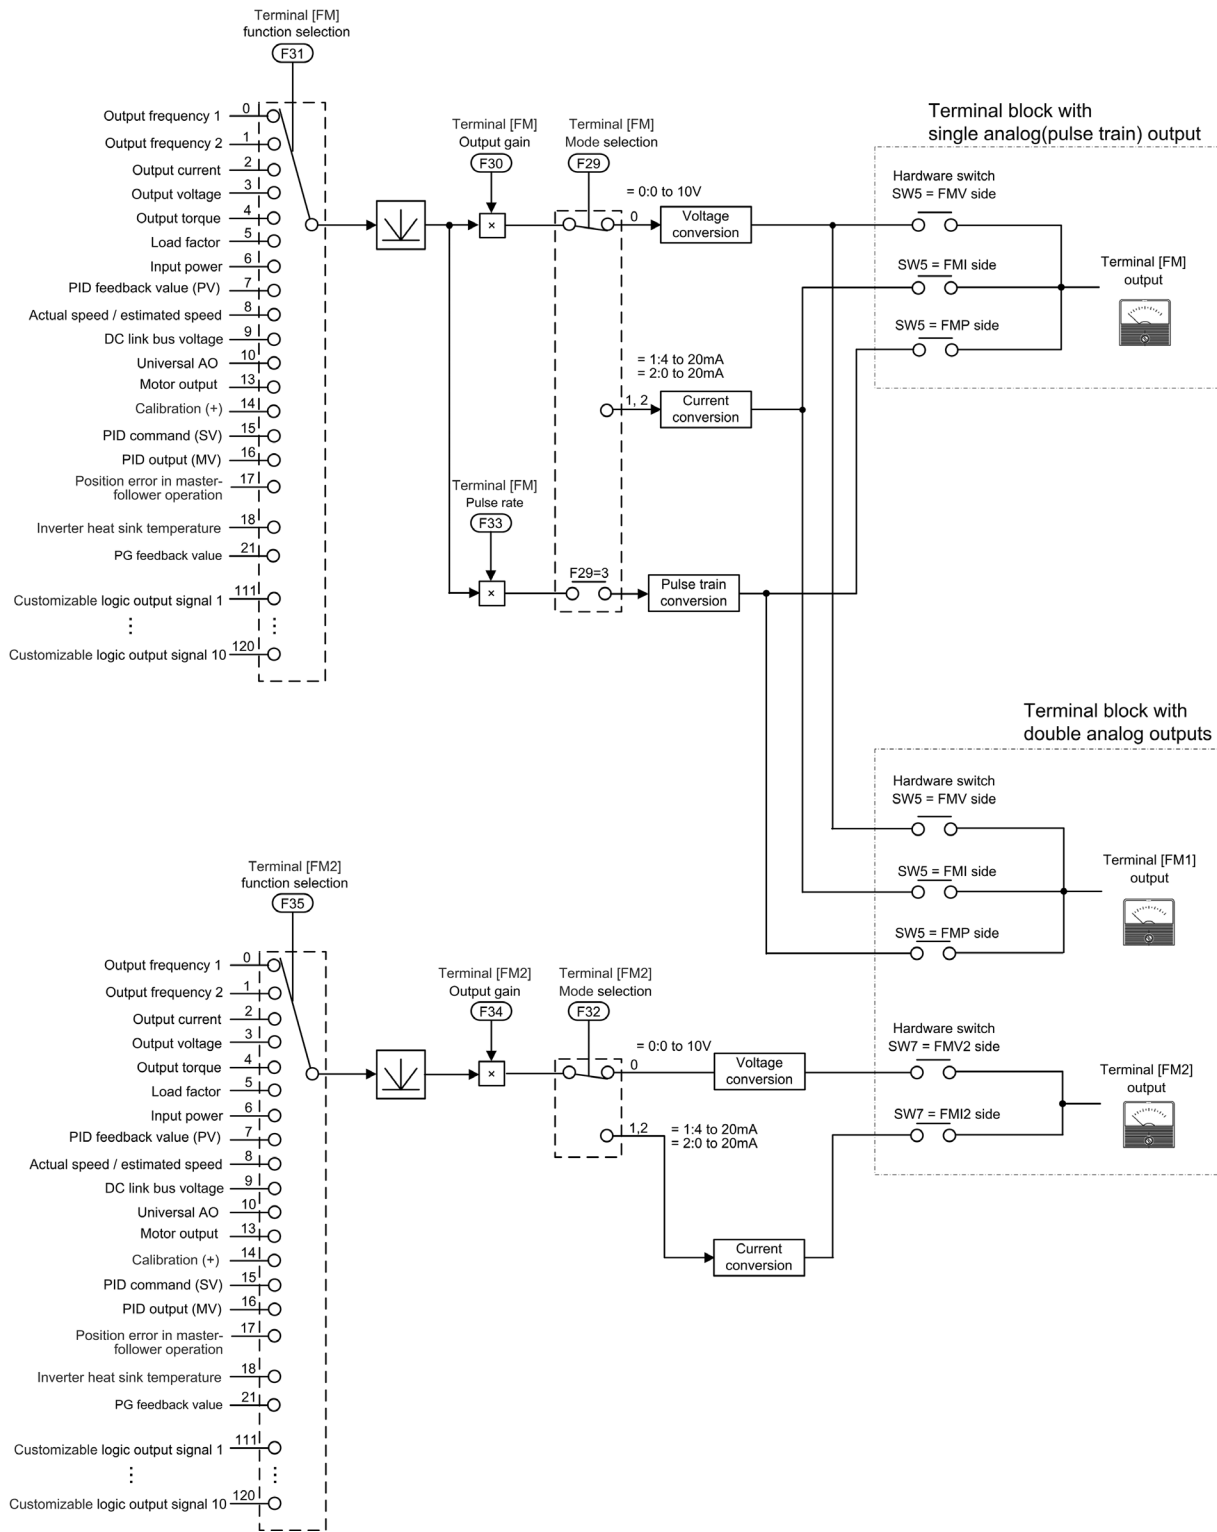 Terminal [FM]
function selection
F31
Output frequency 1 0
Output frequency 2 1
Output current 2
Output voltage 3
Output torque 4
Load factor 5
Input power 6
PID feedback value (PV) 7
Actual speed / estimated speed 8
DC link bus voltage 9
Universal AO 10
Motor output 13
Calibration (+) 14
PID command (SV) 15
PID output (MV) 16
Position error in master-
follower operation 17
Inverter heat sink temperature 18
PG feedback value 21
Customizable logic output signal 1 111
Customizable logic output signal 10 120
Terminal [FM]
Output gain
F30
×
Terminal [FM]
Mode selection
F29
= 0:0 to 10V
0
Voltage
conversion
= 1:4 to 20mA
= 2:0 to 20mA
1, 2
Current
conversion
Terminal [FM]
Pulse rate
F33
×
F29=3
Pulse train
conversion
Terminal block with
single analog(pulse train) output
Hardware switch
SW5 = FMV side
SW5 = FMI side
SW5 = FMP side
Terminal [FM]
output
Terminal block with
double analog outputs
Hardware switch
SW5 = FMV side
SW5 = FMI side
SW5 = FMP side
Terminal [FM1]
output
Hardware switch
SW7 = FMV2 side
SW7 = FMI2 side
Terminal [FM2]
output
Terminal [FM2]
function selection
F35
Output frequency 1 0
Output frequency 2 1
Output current 2
Output voltage 3
Output torque 4
Load factor 5
Input power 6
PID feedback value (PV) 7
Actual speed / estimated speed 8
DC link bus voltage 9
Universal AO 10
Motor output 13
Calibration (+) 14
PID command (SV) 15
PID output (MV) 16
Position error in master-
follower operation 17
Inverter heat sink temperature 18
PG feedback value 21
Customizable logic output signal 1 111
Customizable logic output signal 10 120
Terminal [FM2]
Output gain
F34
×
Terminal [FM2]
Mode selection
F32
= 0:0 to 10V
0
Voltage
conversion
1,2
= 1:4 to 20mA
= 2:0 to 20mA
Current
conversion